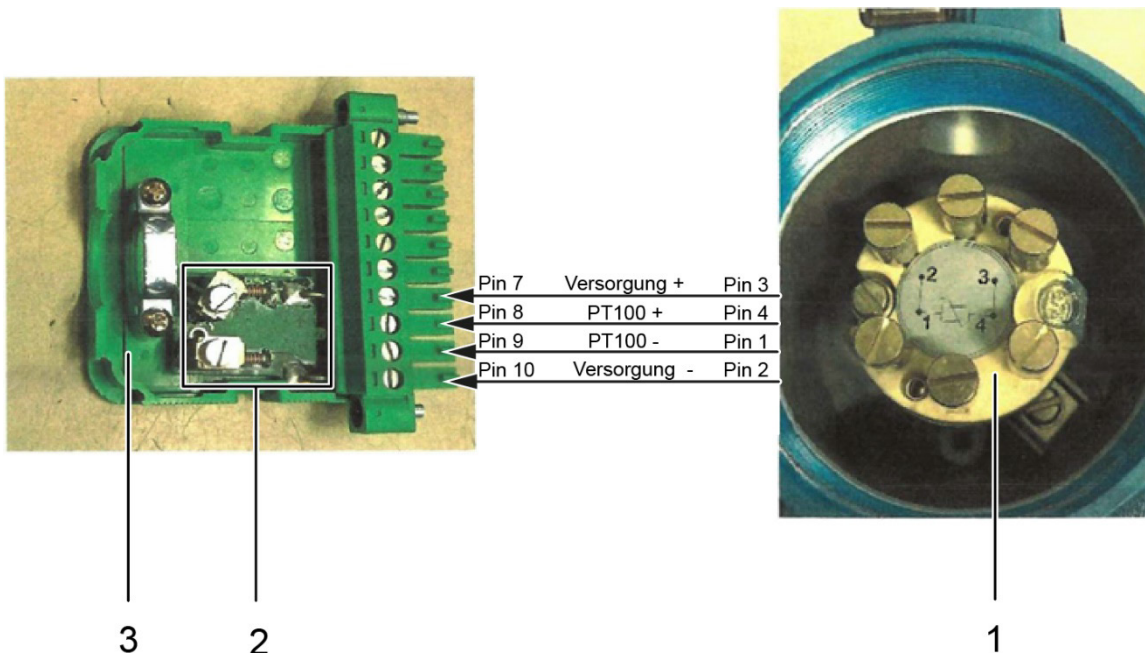 Pin 7 Versorgung + Pin 3
Pin 8 PT100 + Pin 4
Pin 9 PT100 - Pin 1
Pin 10 Versorgung - Pin 2
2 3
1 4
3 2 1